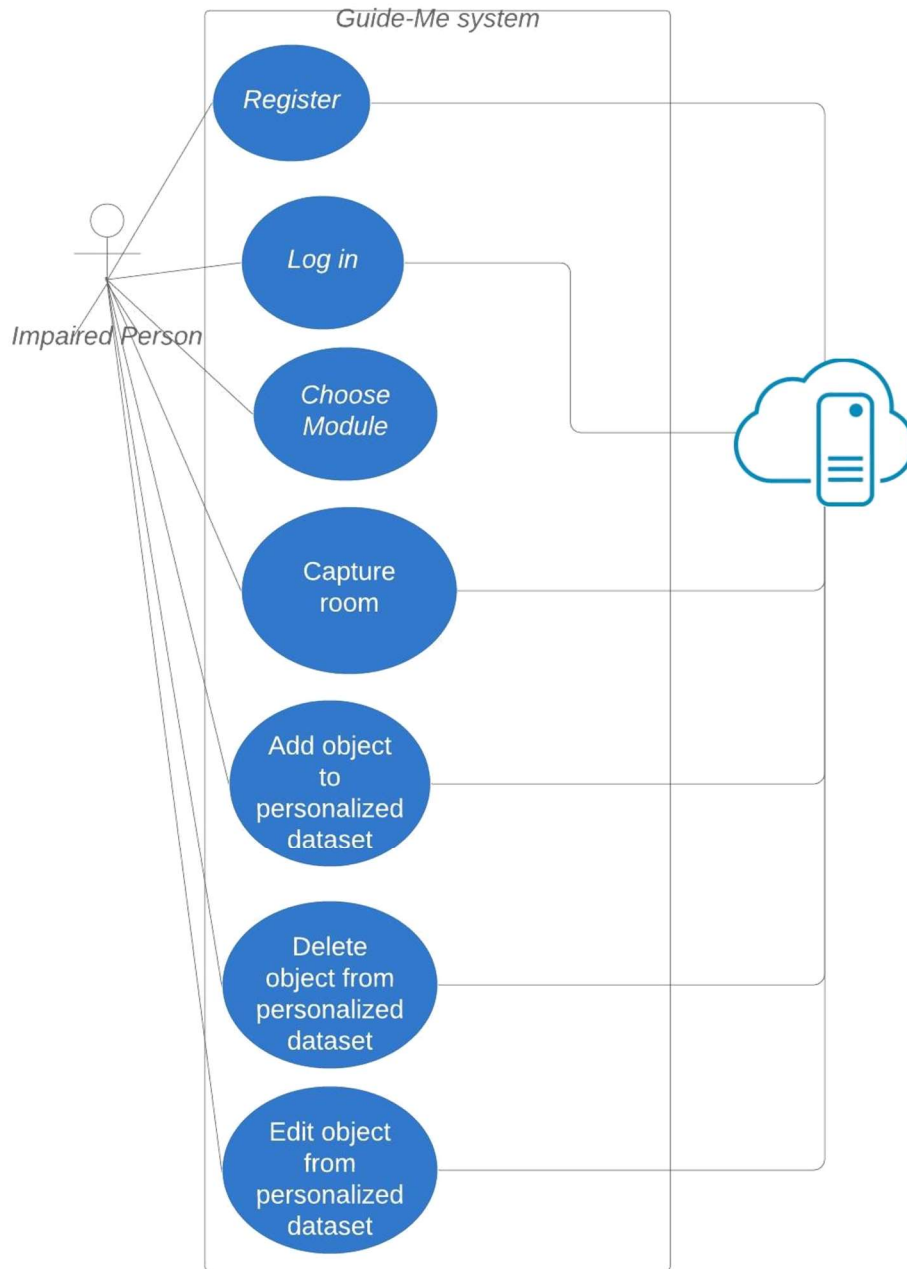 Guide-Me system
Register
Log in
Impaired Person
Choose
Module
Capture
room
Add object
to
personalized
dataset
Delete
object from
personalized
dataset
Edit object
from
personalized
dataset